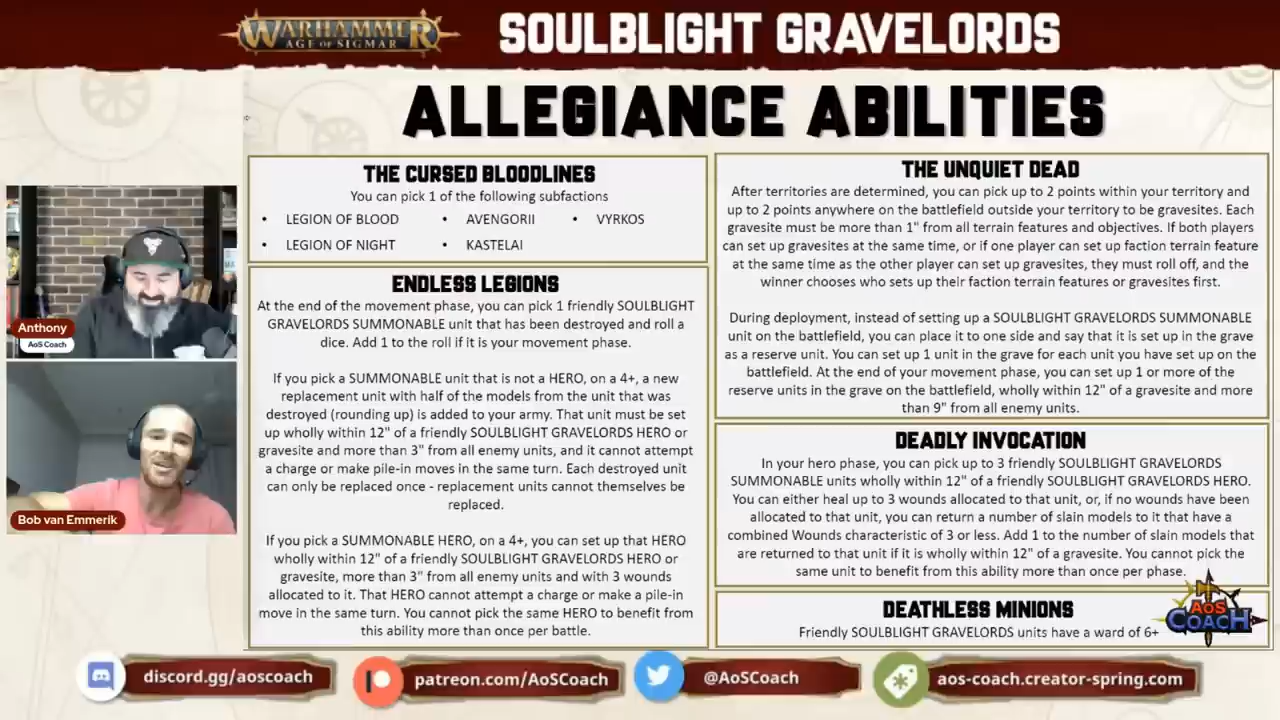 WARHAMMER
AGE OF SIGMAR
SOULBLIGHT GRAVELORDS
ALLEGIANCE ABILITIES
THE CURSED BLOODLINES
You can pick 1 of the following subfactions
• LEGION OF BLOOD • AVENGORII • VYRKOS
• LEGION OF NIGHT • KASTELAI
ENDLESS LEGIONS
At the end of the movement phase, you can pick 1 friendly SOULBLIGHT
GRAVELORDS SUMMONABLE unit that has been destroyed and roll a
dice. Add 1 to the roll if it is your movement phase.
If you pick a SUMMONABLE unit that is not a HERO, on a 4+, a new
replacement unit with half of the models from the unit that was
destroyed (rounding up) is added to your army. That unit must be set
up wholly within 12" of a friendly SOULBLIGHT GRAVELORDS HERO or
gravesite and more than 3" from all enemy units, and it cannot attempt
a charge or make pile-in moves in the same turn. Each destroyed unit
can only be replaced once - replacement units cannot themselves be
replaced.
If you pick a SUMMONABLE HERO, on a 4+, you can set up that HERO
wholly within 12" of a friendly SOULBLIGHT GRAVELORDS HERO or
gravesite, more than 3" from all enemy units and with 3 wounds
allocated to it. That HERO cannot attempt a charge or make a pile-in
move in the same turn. You cannot pick the same HERO to benefit from
this ability more than once per battle.
THE UNQUIET DEAD
After territories are determined, you can pick up to 2 points within your territory and
up to 2 points anywhere on the battlefield outside your territory to be gravesites. Each
gravesite must be more than 1" from all terrain features and objectives. If both players
can set up gravesites at the same time, or if one player can set up faction terrain feature
at the same time as the other player can set up gravesites, they must roll off, and the
winner chooses who sets up their faction terrain features or gravesites first.
During deployment, instead of setting up a SOULBLIGHT GRAVELORDS SUMMONABLE
unit on the battlefield, you can place it to one side and say that it is set up in the grave
as a reserve unit. You can set up 1 unit in the grave for each unit you have set up on the
battlefield. At the end of your movement phase, you can set up 1 or more of the
reserve units in the grave on the battlefield, wholly within 12" of a gravesite and more
than 9" from all enemy units.
DEADLY INVOCATION
In your hero phase, you can pick up to 3 friendly SOULBLIGHT GRAVELORDS
SUMMONABLE units wholly within 12" of a friendly SOULBLIGHT GRAVELORDS HERO.
You can either heal up to 3 wounds allocated to that unit, or, if no wounds have been
allocated to that unit, you can return a number of slain models to it that have a
combined Wounds characteristic of 3 or less. Add 1 to the number of slain models that
are returned to that unit if it is wholly within 12" of a gravesite. You cannot pick the
same unit to benefit from this ability more than once per phase.
DEATHLESS MINIONS
Friendly SOULBLIGHT GRAVELORDS units have a ward of 6+
AoS
COACH
Anthony
AoS Coach
Bob van Emmerik
discord.gg/aoscoach
patreon.com/AoSCoach
@AoSCoach
aos-coach.creator-spring.com